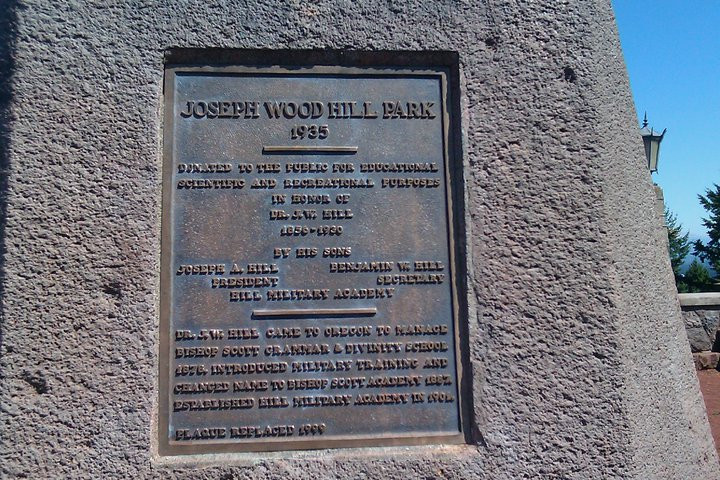 JOSEPH WOOD HILL PARK
1935
DONATED TO THE PUBLIC FOR EDUCATIONAL
SCIENTIFIC AND RECREATIONAL PURPOSES
IN HONOR OF
DR. J.W. HILL
1856-1930
BY HIS SONS
JOSEPH A. HILL BENJAMIN W. HILL
PRESIDENT SECRETARY
HILL MILITARY ACADEMY
DR. J.W. HILL CAME TO OREGON TO MANAGE
BISHOP SCOTT GRAMMAR & DIVINITY SCHOOL
1876. INTRODUCED MILITARY TRAINING AND
CHANGED NAME TO BISHOP SCOTT ACADEMY 1887.
ESTABLISHED HILL MILITARY ACADEMY IN 1901.
PLAQUE REPLACED 1999